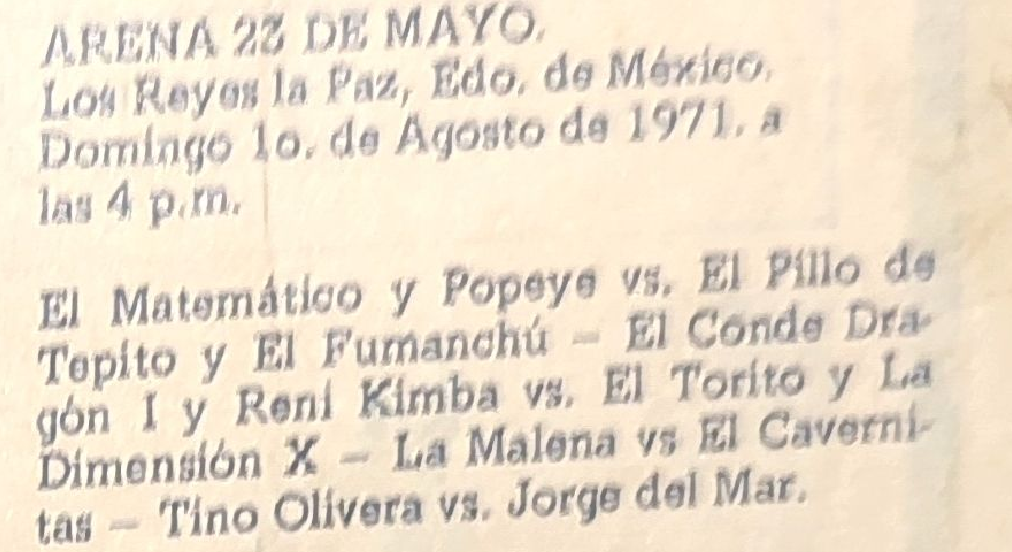 ARENA 23 DE MAYO.
Los Reyes la Paz, Edo. de México.
Domingo 1o. de Agosto de 1971. a
las 4 p.m.
El Matemático y Popeye vs. El Pillo de
Tepito y El Fumanchú — El Conde Dra-
gón I y Reni Kimba vs. El Torito y La
Dimensión X — La Malena vs El Caverni-
tas — Tino Olivera vs. Jorge del Mar.